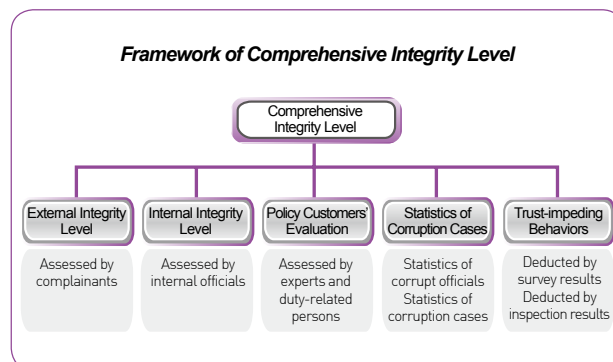 Framework of Comprehensive Integrity Level
Comprehensive
Integrity Level
External Integrity
Level
Assessed by
complainants
Internal Integrity
Level
Assessed by
internal officials
Policy Customers'
Evaluation
Assessed by
experts and
duty-related
persons
Statistics of
Corruption Cases
Statistics of
corrupt officials
Statistics of
corruption cases
Trust-impeding
Behaviors
Deducted by
survey results
Deducted by
inspection results